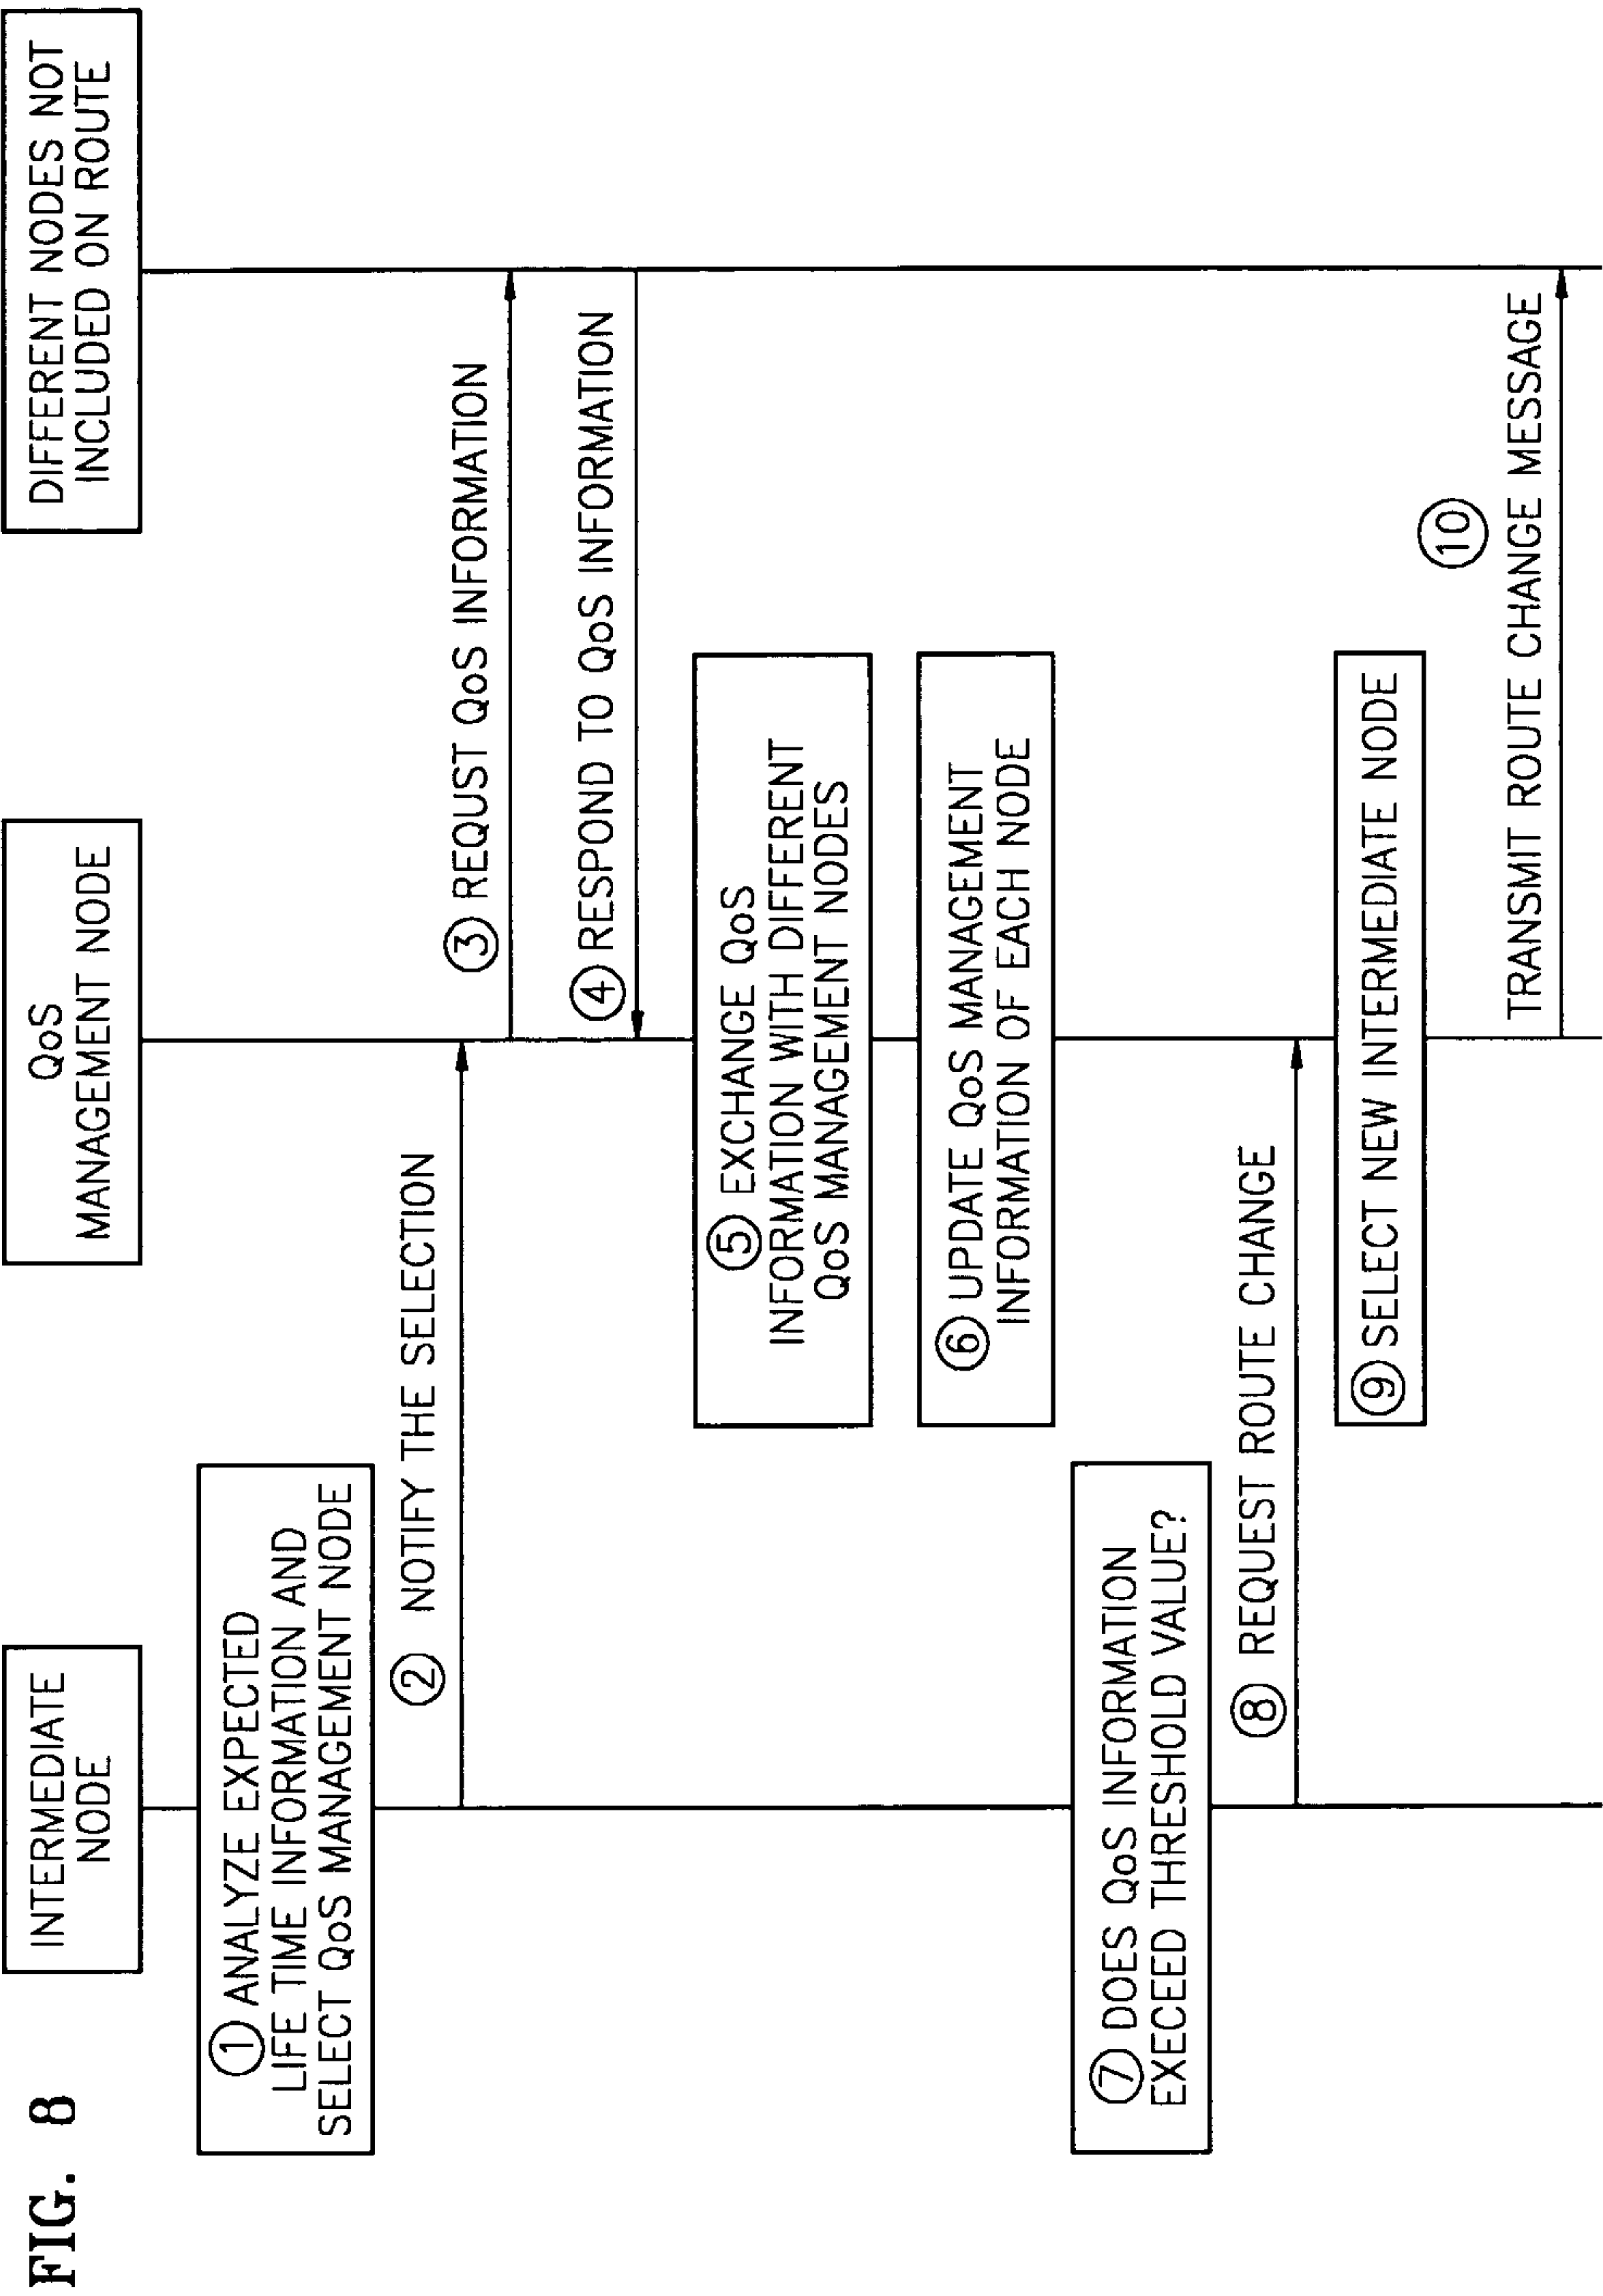 FIG. 8
INTERMEDIATE
NODE
QoS
MANAGEMENT NODE
DIFFERENT NODES NOT
INCLUDED ON ROUTE
① ANALYZE EXPECTED
LIFE TIME INFORMATION AND
SELECT QoS MANAGEMENT NODE
② NOTIFY THE SELECTION
③ REQUST QoS INFORMATION
④ RESPOND TO QoS INFORMATION
⑤ EXCHANGE QoS
INFORMATION WITH DIFFERENT
QoS MANAGEMENT NODES
⑥ UPDATE QoS MANAGEMENT
INFORMATION OF EACH NODE
⑦ DOES QoS INFORMATION
EXCEED THRESHOLD VALUE?
⑧ REQUEST ROUTE CHANGE
⑨ SELECT NEW INTERMEDIATE NODE
⑩
TRANSMIT ROUTE CHANGE MESSAGE